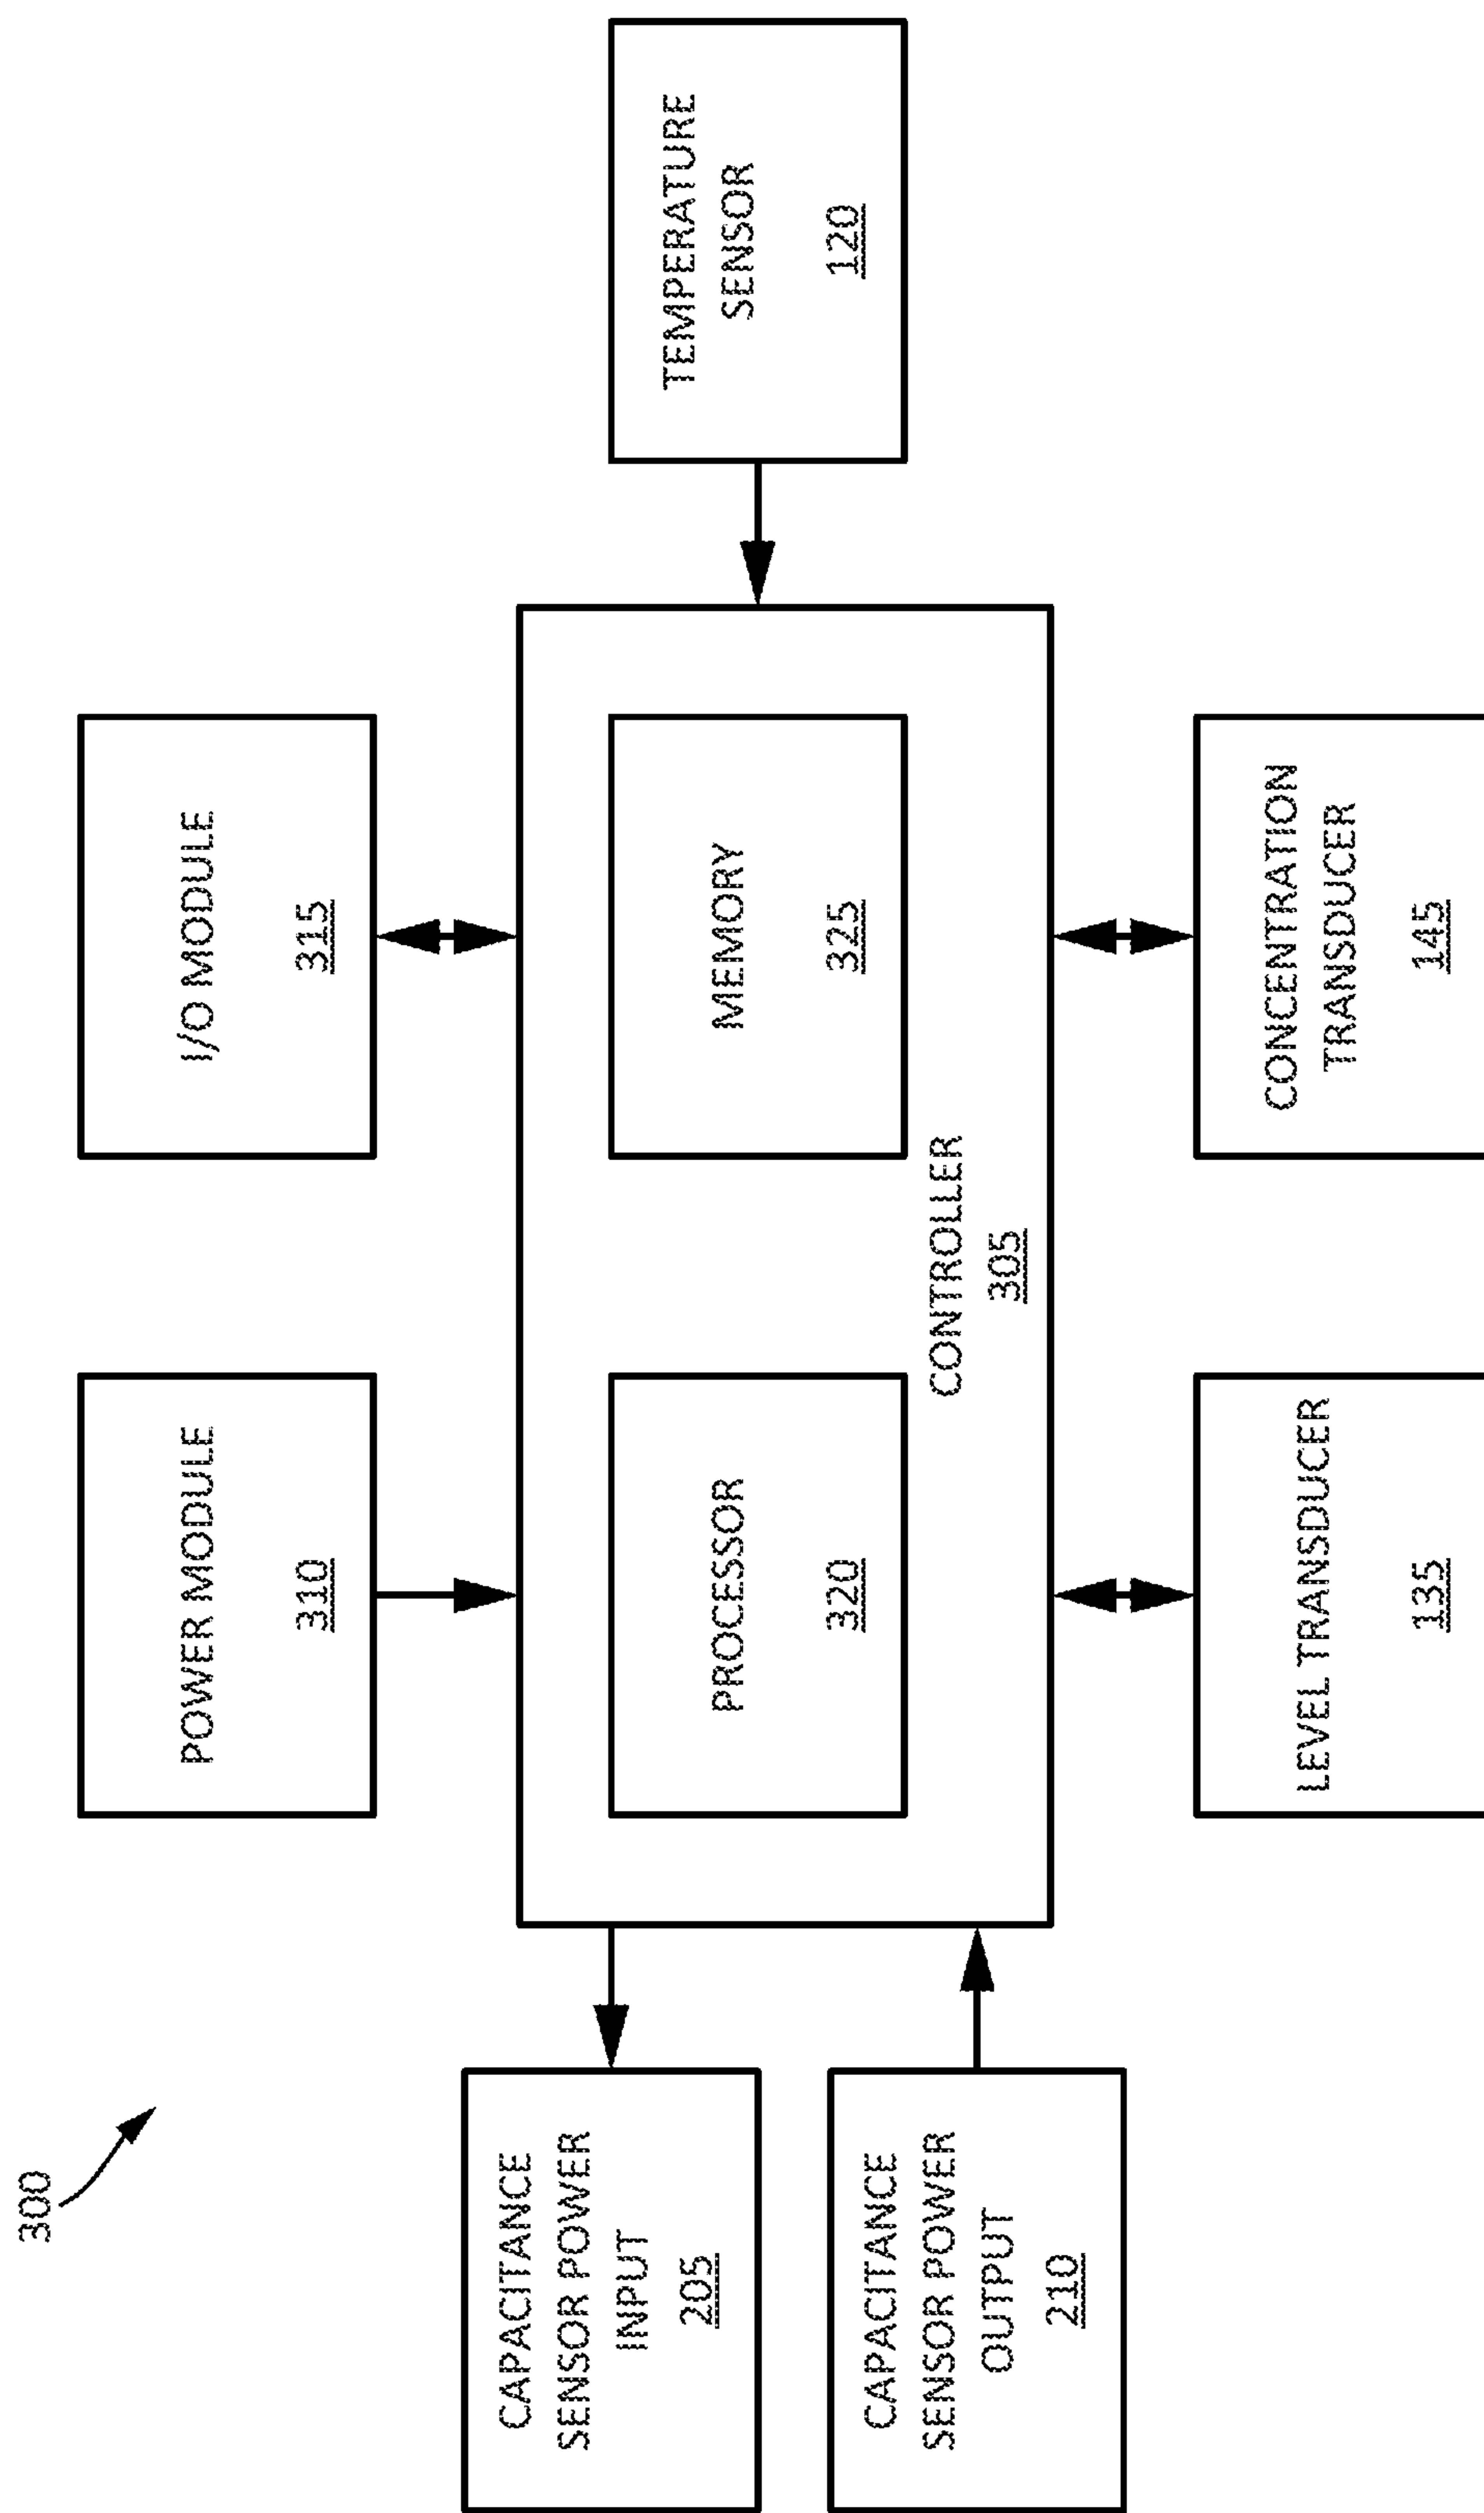 300
POWER MODULE
310
I/O MODULE
315
CAPACITANCE
SENSOR POWER
INPUT
205
CAPACITANCE
SENSOR POWER
OUTPUT
210
PROCESSOR
320
MEMORY
325
CONTROLLER
305
TEMPERATURE
SENSOR
120
LEVEL TRANSDUCER
135
CONCENTRATION
TRANSDUCER
145